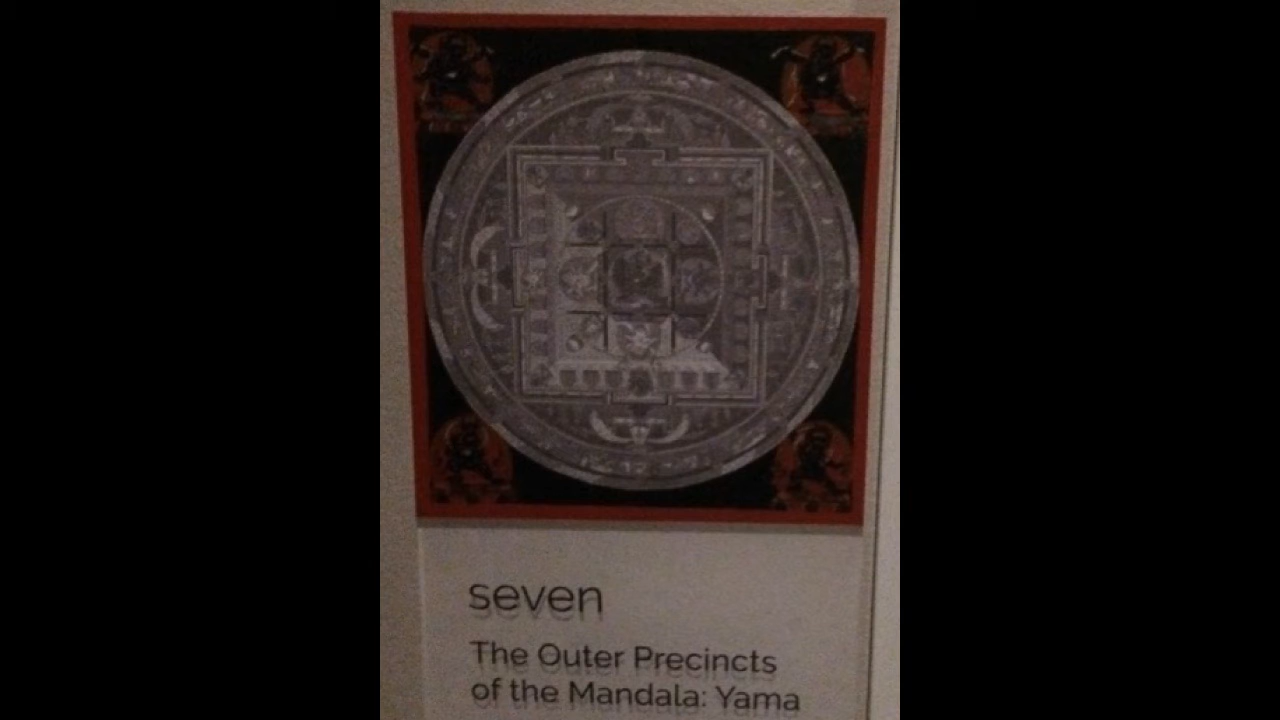 seven
The Outer Precincts
of the Mandala: Yama